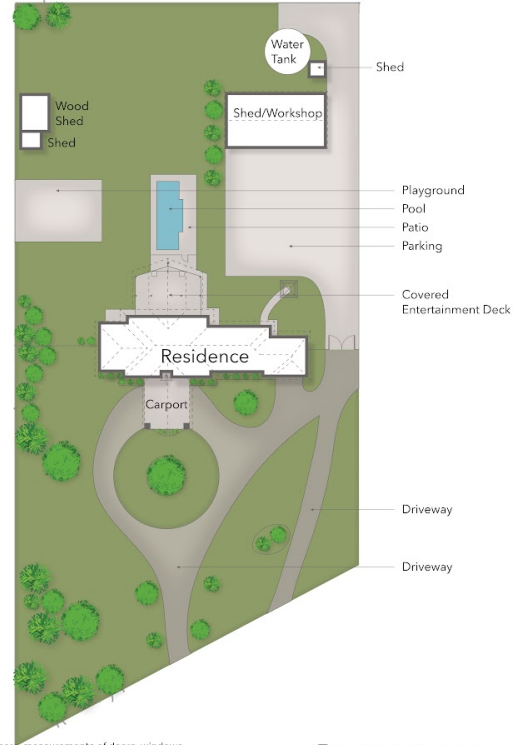 Water
Tank
Shed
Wood
Shed
Shed/Workshop
Shed
Playground
Pool
Patio
Parking
Covered
Entertainment Deck
Residence
Carport
Driveway
Driveway